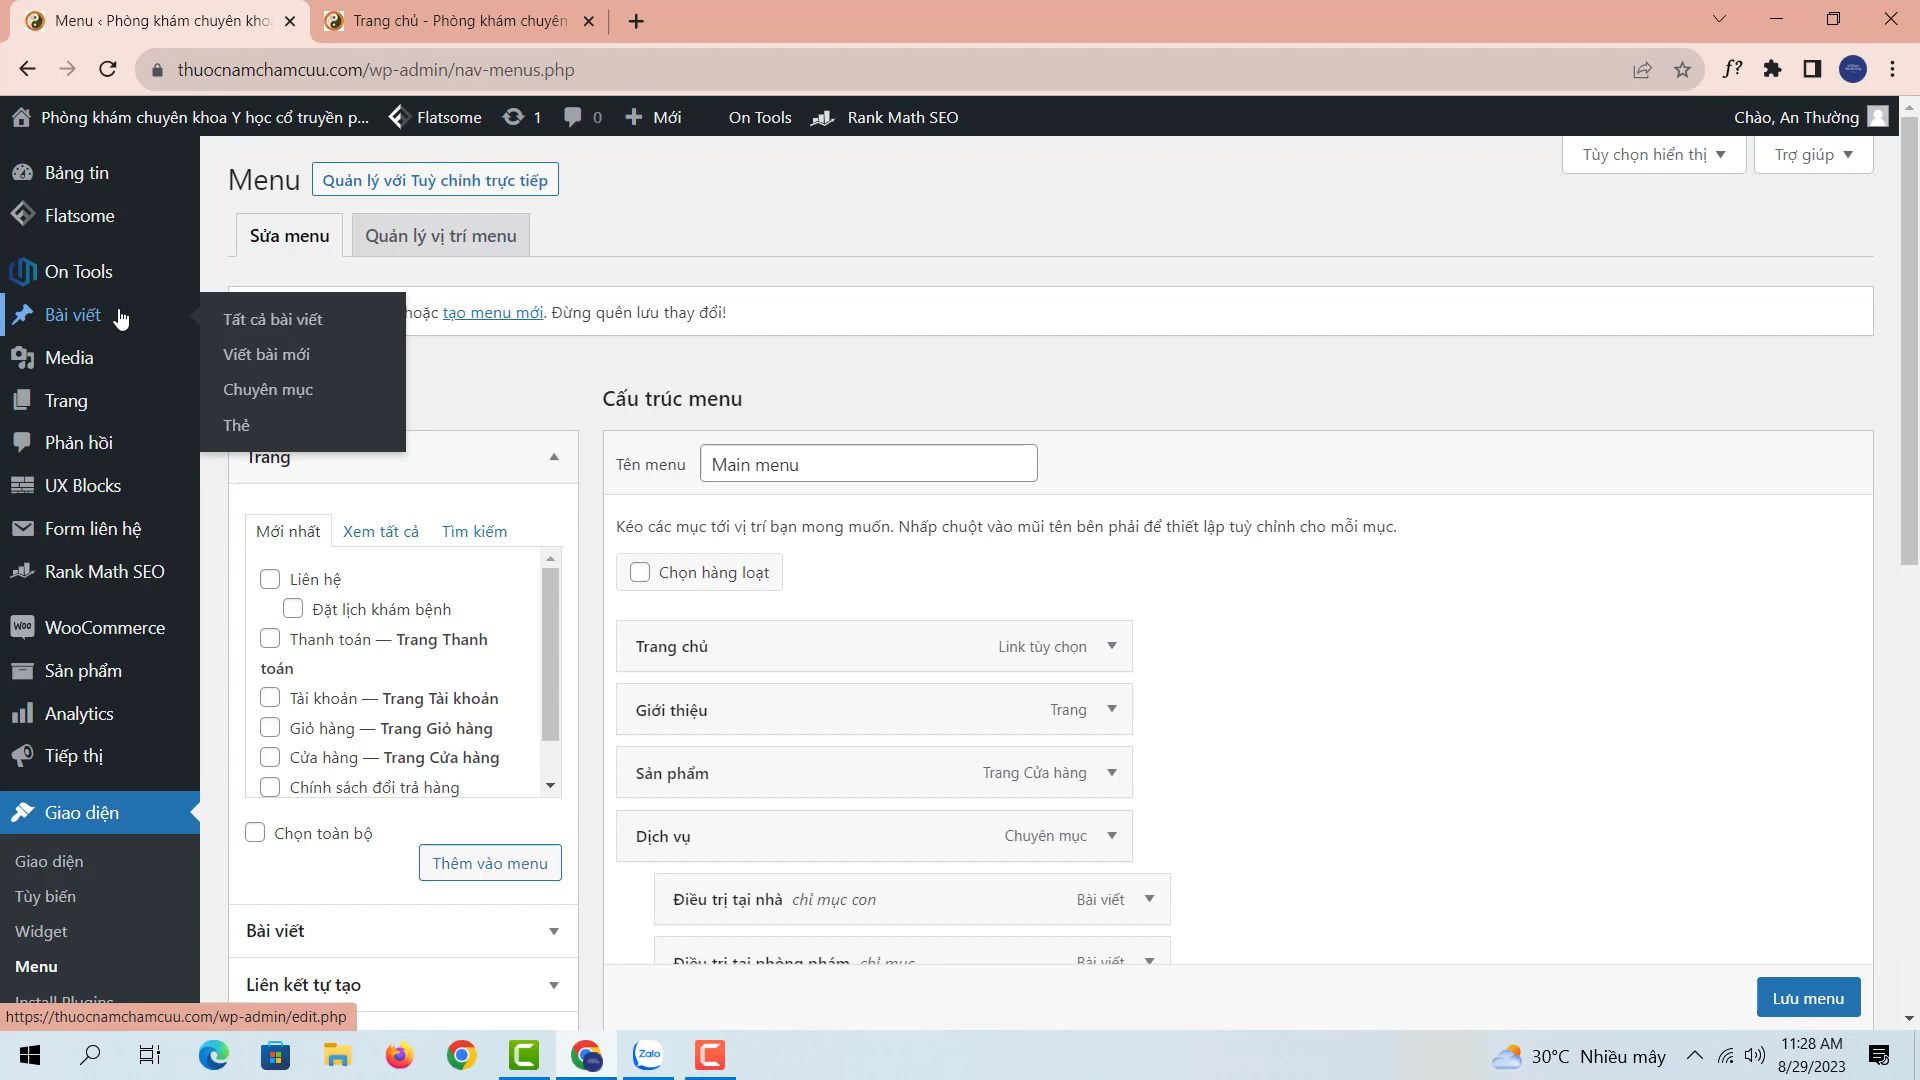 Menu ‹ Phòng khám chuyên kho
Trang chủ - Phòng khám chuyên
thuocnamchamcuu.com/wp-admin/nav-menus.php
f?
Phòng khám chuyên khoa Y học cổ truyền p...
Flatsome
1
0
Mới
On Tools
Rank Math SEO
Chào, An Thường
Bảng tin
Flatsome
On Tools
Bài viết
Media
Trang
Phản hồi
UX Blocks
Form liên hệ
Rank Math SEO
WooCommerce
Sản phẩm
Analytics
Tiếp thị
Giao diện
Giao diện
Tùy biến
Widget
Menu
Install Plugins
Tất cả bài viết
Viết bài mới
Chuyên mục
Thẻ
Tùy chọn hiển thị
Trợ giúp
Menu
Quản lý với Tuỳ chỉnh trực tiếp
Sửa menu
Quản lý vị trí menu
hoặc tạo menu mới. Đừng quên lưu thay đổi!
Trang
Mới nhất
Xem tất cả
Tìm kiếm
Liên hệ
Đặt lịch khám bệnh
Thanh toán — Trang Thanh
toán
Tài khoản — Trang Tài khoản
Giỏ hàng — Trang Giỏ hàng
Cửa hàng — Trang Cửa hàng
Chính sách đổi trả hàng
Chọn toàn bộ
Thêm vào menu
Bài viết
Liên kết tự tạo
Cấu trúc menu
Tên menu
Main menu
Kéo các mục tới vị trí bạn mong muốn. Nhấp chuột vào mũi tên bên phải để thiết lập tuỳ chỉnh cho mỗi mục.
Chọn hàng loạt
Trang chủ
Link tùy chọn
Giới thiệu
Trang
Sản phẩm
Trang Cửa hàng
Dịch vụ
Chuyên mục
Điều trị tại nhà chỉ mục con
Bài viết
Điều trị tại phòng phám chỉ mục
Bài viết
Lưu menu
https://thuocnamchamcuu.com/wp-admin/edit.php
Zalo
30°C Nhiều mây
11:28 AM
8/29/2023